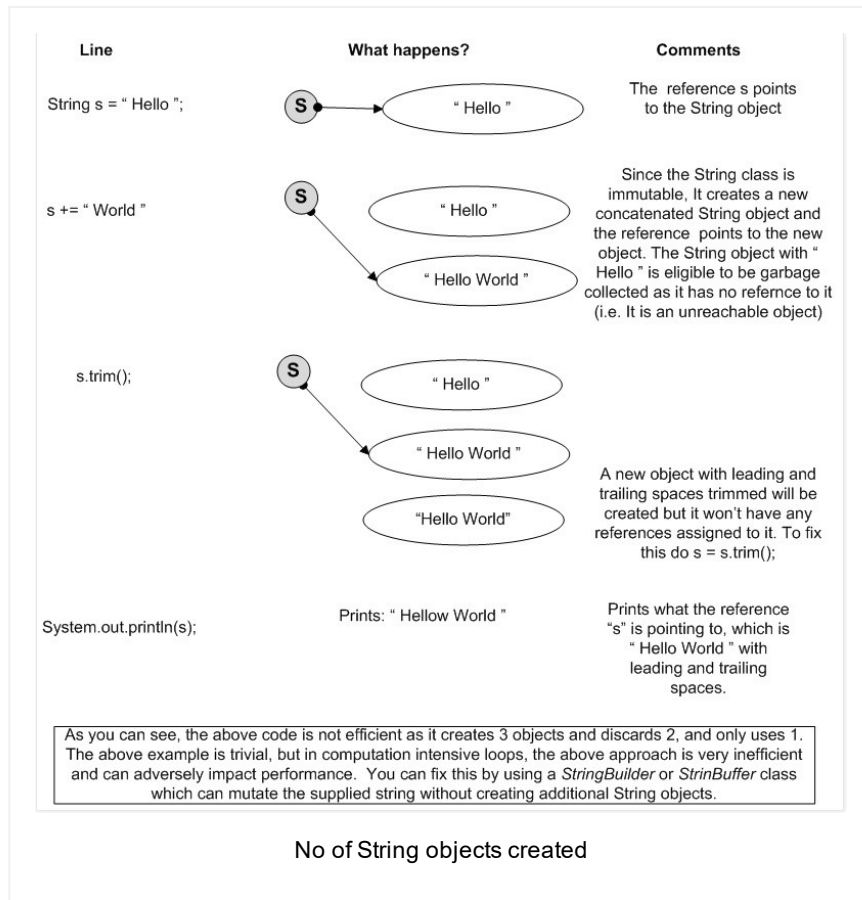 Line What happens? Comments
String s = “ Hello ”;
S
“ Hello ”
The reference s points
to the String object
s += “ World ”
S
“ Hello ”
“ Hello World ”
Since the String class is
immutable, It creates a new
concatenated String object and
the reference points to the new
object. The String object with “
Hello ” is eligible to be garbage
collected as it has no refernce to it
(i.e. It is an unreachable object)
s.trim();
S
“ Hello ”
“ Hello World ”
“Hello World”
A new object with leading and
trailing spaces trimmed will be
created but it won’t have any
references assigned to it. To fix
this do s = s.trim();
System.out.println(s);
Prints: “ Hellow World ”
Prints what the reference
“s” is pointing to, which is
“ Hello World ” with
leading and trailing
spaces.
As you can see, the above code is not efficient as it creates 3 objects and discards 2, and only uses 1.
The above example is trivial, but in computation intensive loops, the above approach is very inefficient
and can adversely impact performance. You can fix this by using a StringBuilder or StrinBuffer class
which can mutate the supplied string without creating additional String objects.
No of String objects created